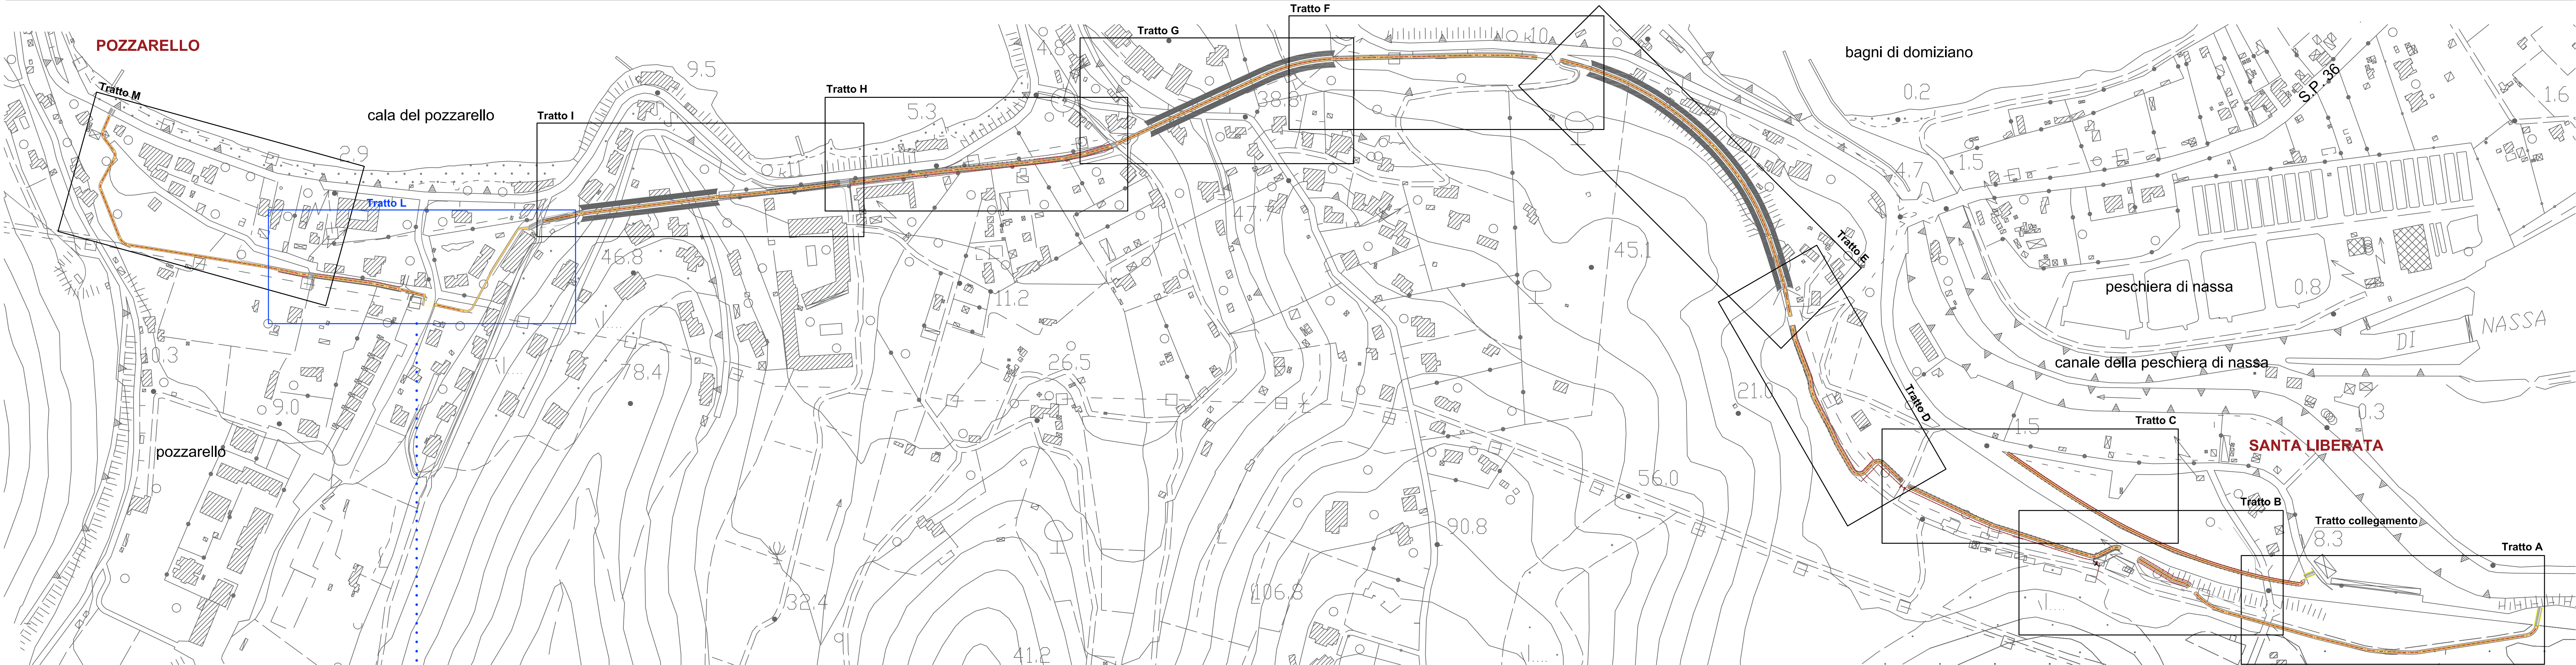 Tratto F
Tratto G
POZZARELLO
4.8
10
bagni di domiziano
S.P. 36
9.5
Tratto M
Tratto H
5.3
38.8
0.2
1.6
cala del pozzarello
Tratto I
2.9
1.5
4.7
Tratto L
47.7
46.8
45.1
Tratto E
11.2
peschiera di nassa
0.8
NASSA
DI
10.3
78.4
26.5
canale della peschiera di nassa
21.0
Tratto D
9.0
0.3
Tratto C
1.5
pozzarello
SANTA LIBERATA
56.0
Tratto B
90.8
Tratto collegamento
8.3
Tratto A
32.4
106.8
41.2